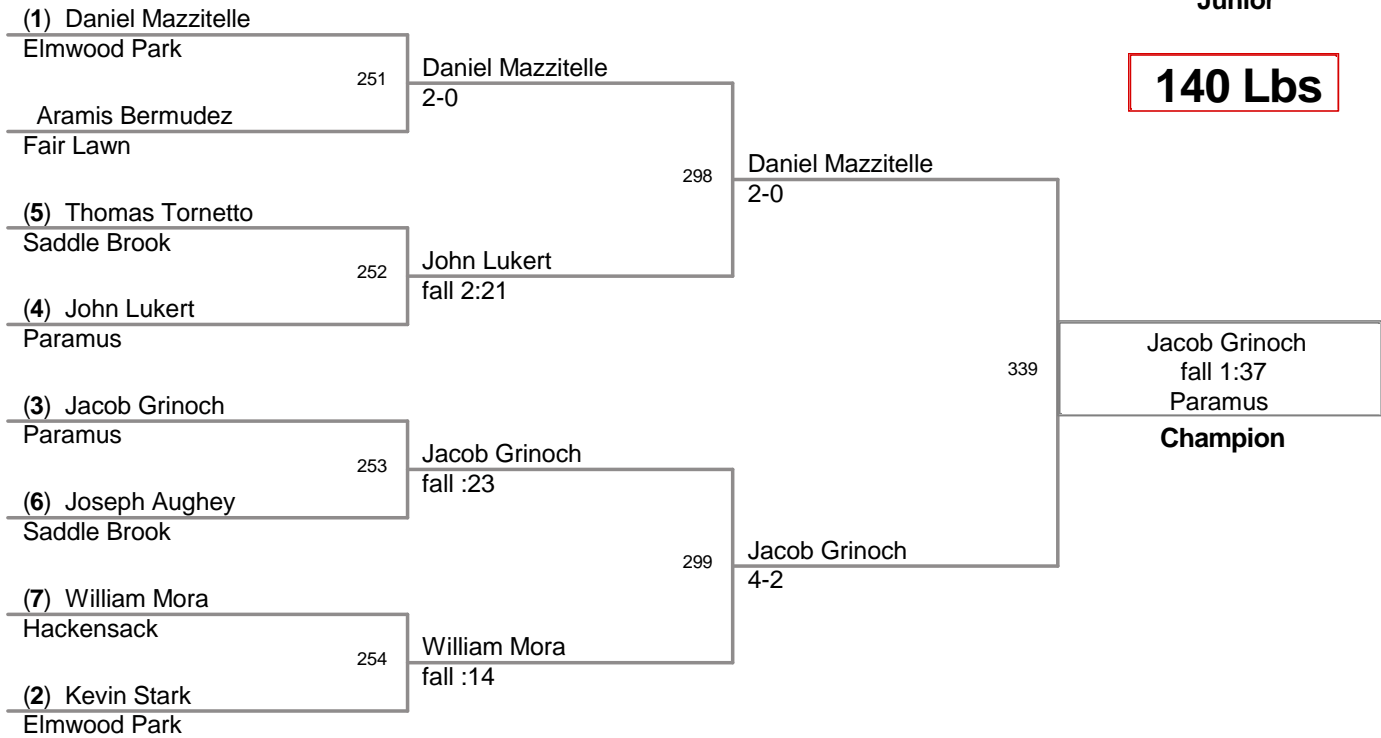 Junior
140 Lbs
(1) Daniel Mazzitelle
Elmwood Park
251
Aramis Bermudez
Fair Lawn
Daniel Mazzitelle
2-0
(5) Thomas Tornetto
Saddle Brook
252
(4) John Lukert
Paramus
John Lukert
fall 2:21
298
Daniel Mazzitelle
2-0
(3) Jacob Grinoch
Paramus
253
(6) Joseph Aughey
Saddle Brook
Jacob Grinoch
fall :23
(7) William Mora
Hackensack
254
(2) Kevin Stark
Elmwood Park
William Mora
fall :14
299
Jacob Grinoch
4-2
339
Jacob Grinoch
fall 1:37
Paramus
Champion